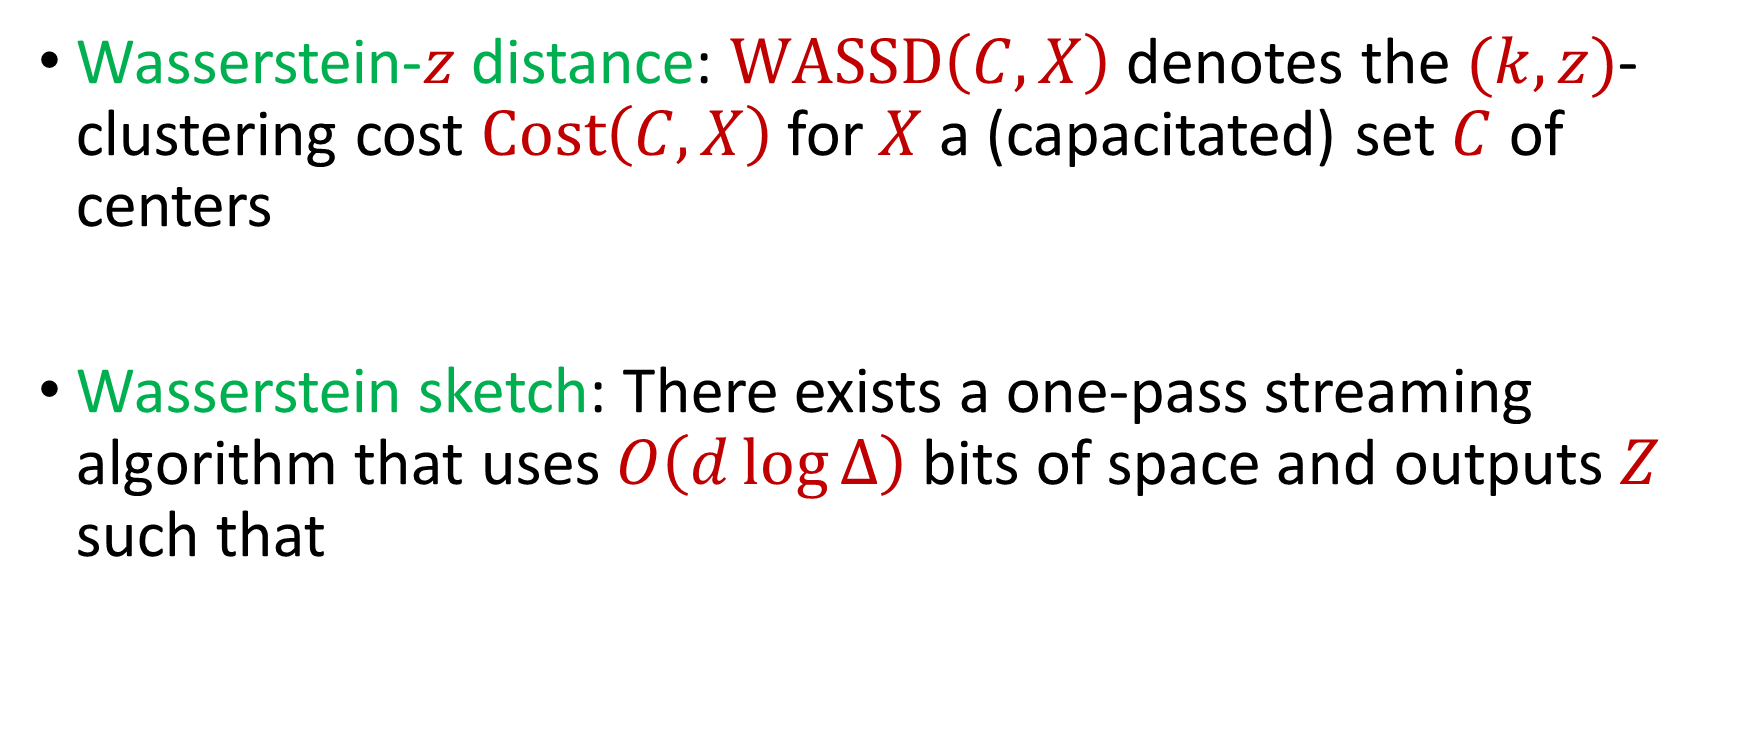 • Wasserstein-z distance: WASSD(C, X) denotes the (k, z)-
clustering cost Cost(C, X) for X a (capacitated) set C of
centers
• Wasserstein sketch: There exists a one-pass streaming
algorithm that uses O(d log Δ) bits of space and outputs Z
such that